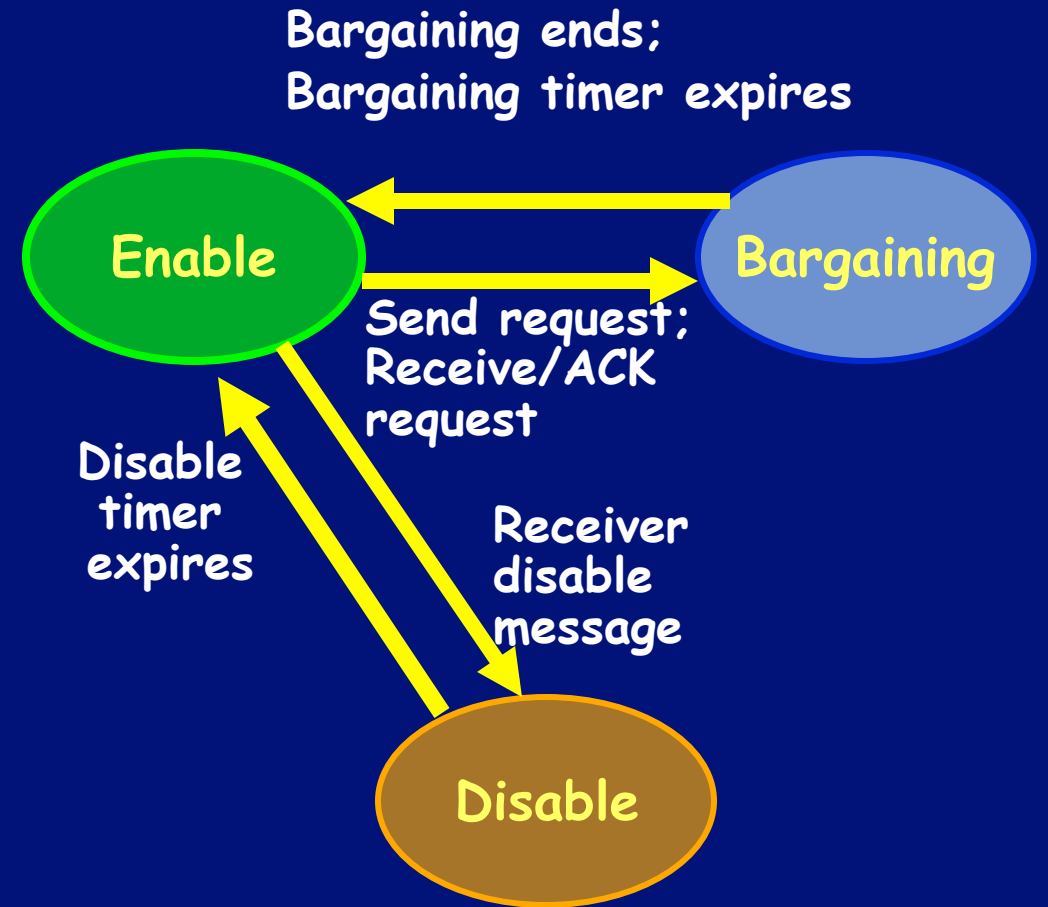 Bargaining ends;
Bargaining timer expires
Enable
Bargaining
Send request;
Receive/ACK
request
Disable
timer
expires
Receiver
disable
message
Disable